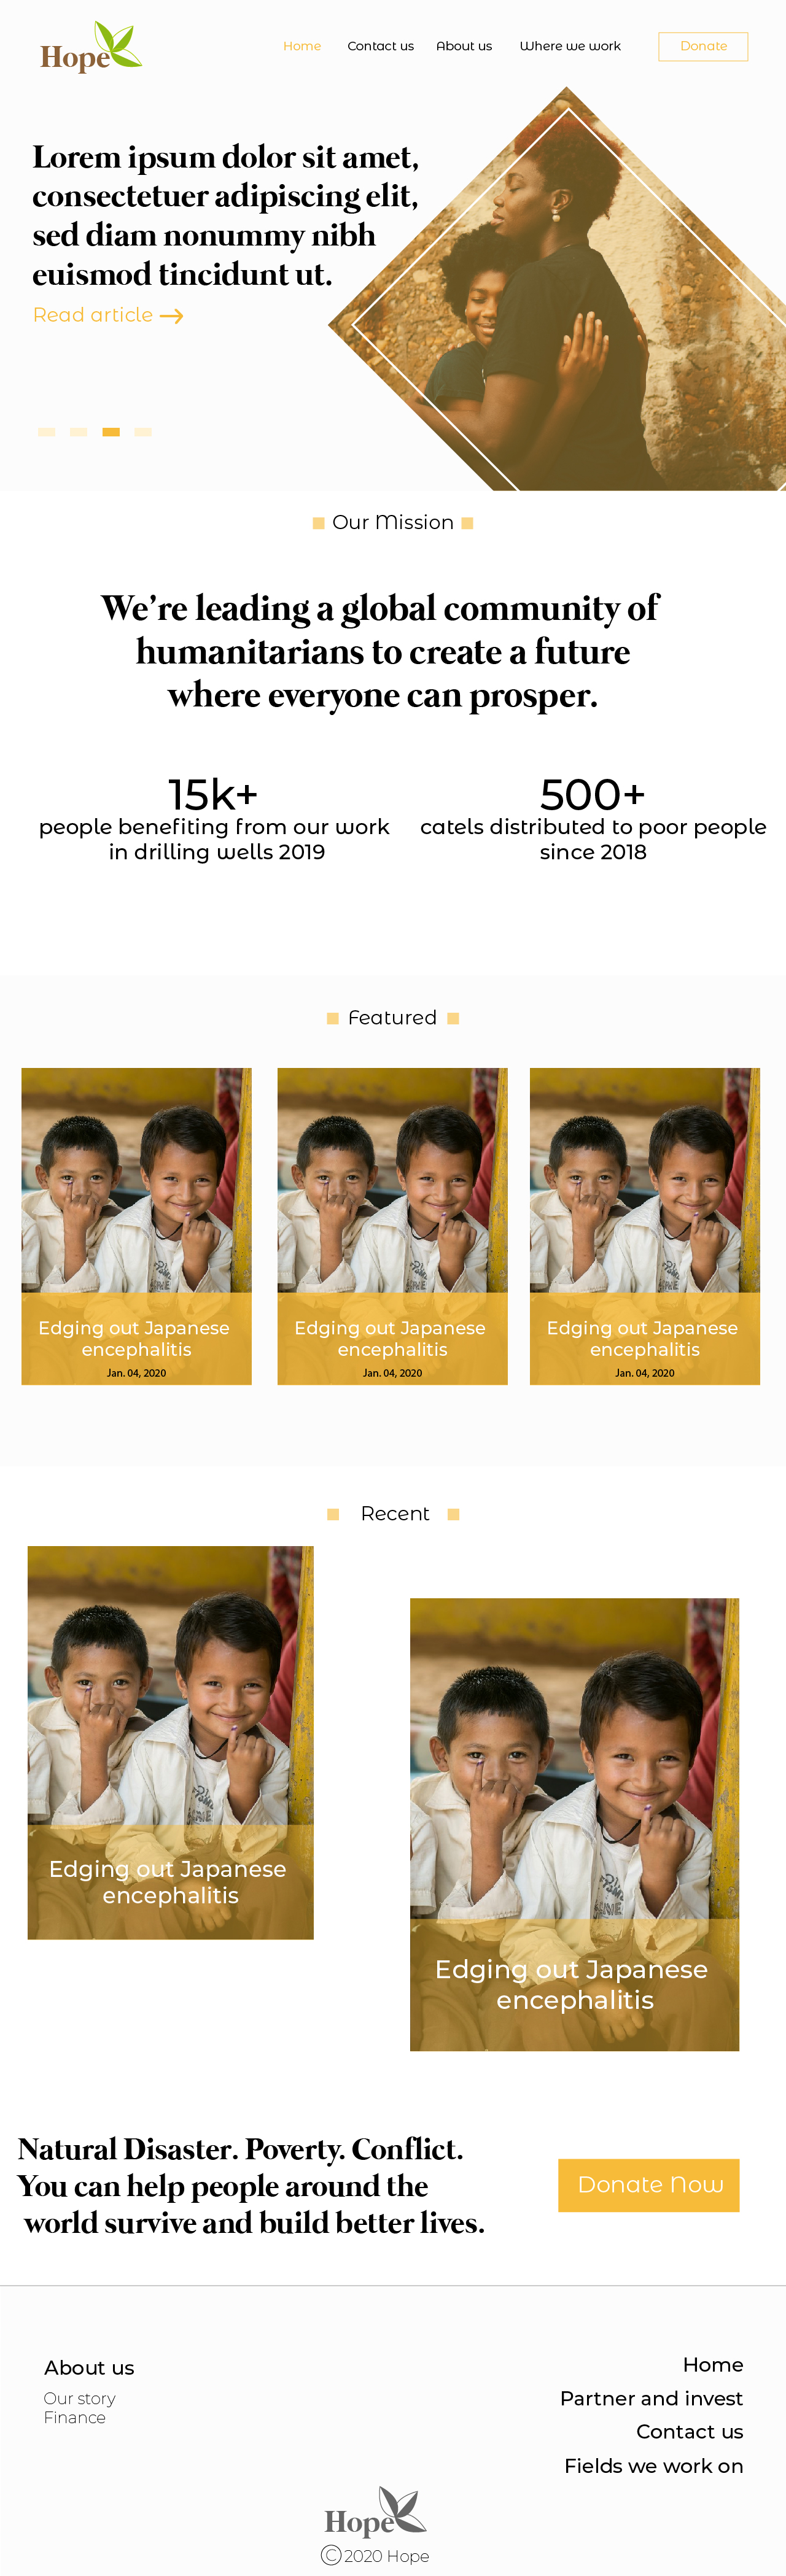 Hope
Home Contact us About us Where we work Donate
Lorem ipsum dolor sit amet,
consectetuer adipiscing elit,
sed diam nonummy nibh
euismod tincidunt ut.
Read article →
Our Mission
We're leading a global community of
humanitarians to create a future
where everyone can prosper.
15k+
people benefiting from our work
in drilling wells 2019
500+
catels distributed to poor people
since 2018
Featured
Edging out Japanese
encephalitis
Jan. 04, 2020
Edging out Japanese
encephalitis
Jan. 04, 2020
Edging out Japanese
encephalitis
Jan. 04, 2020
Recent
Edging out Japanese
encephalitis
Edging out Japanese
encephalitis
Natural Disaster. Poverty. Conflict.
You can help people around the
world survive and build better lives.
Donate Now
About us
Our story
Finance
Home
Partner and invest
Contact us
Fields we work on
Hope
© 2020 Hope